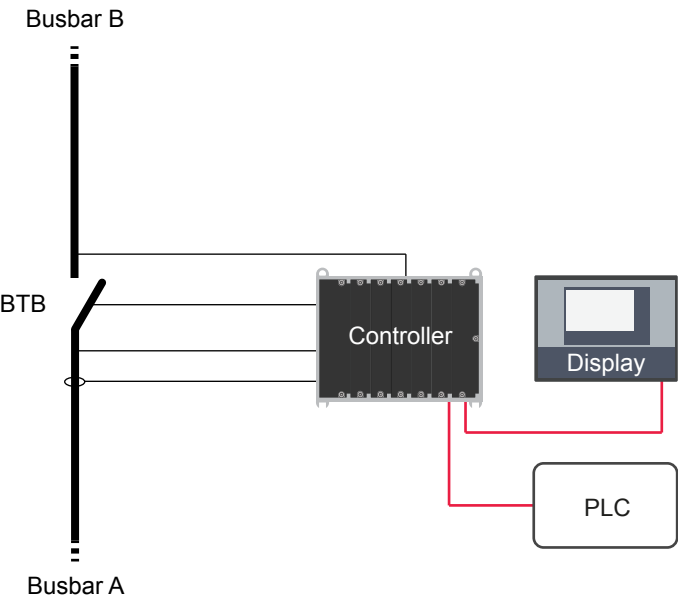 Busbar B
BTB
Controller
Display
PLC
Busbar A